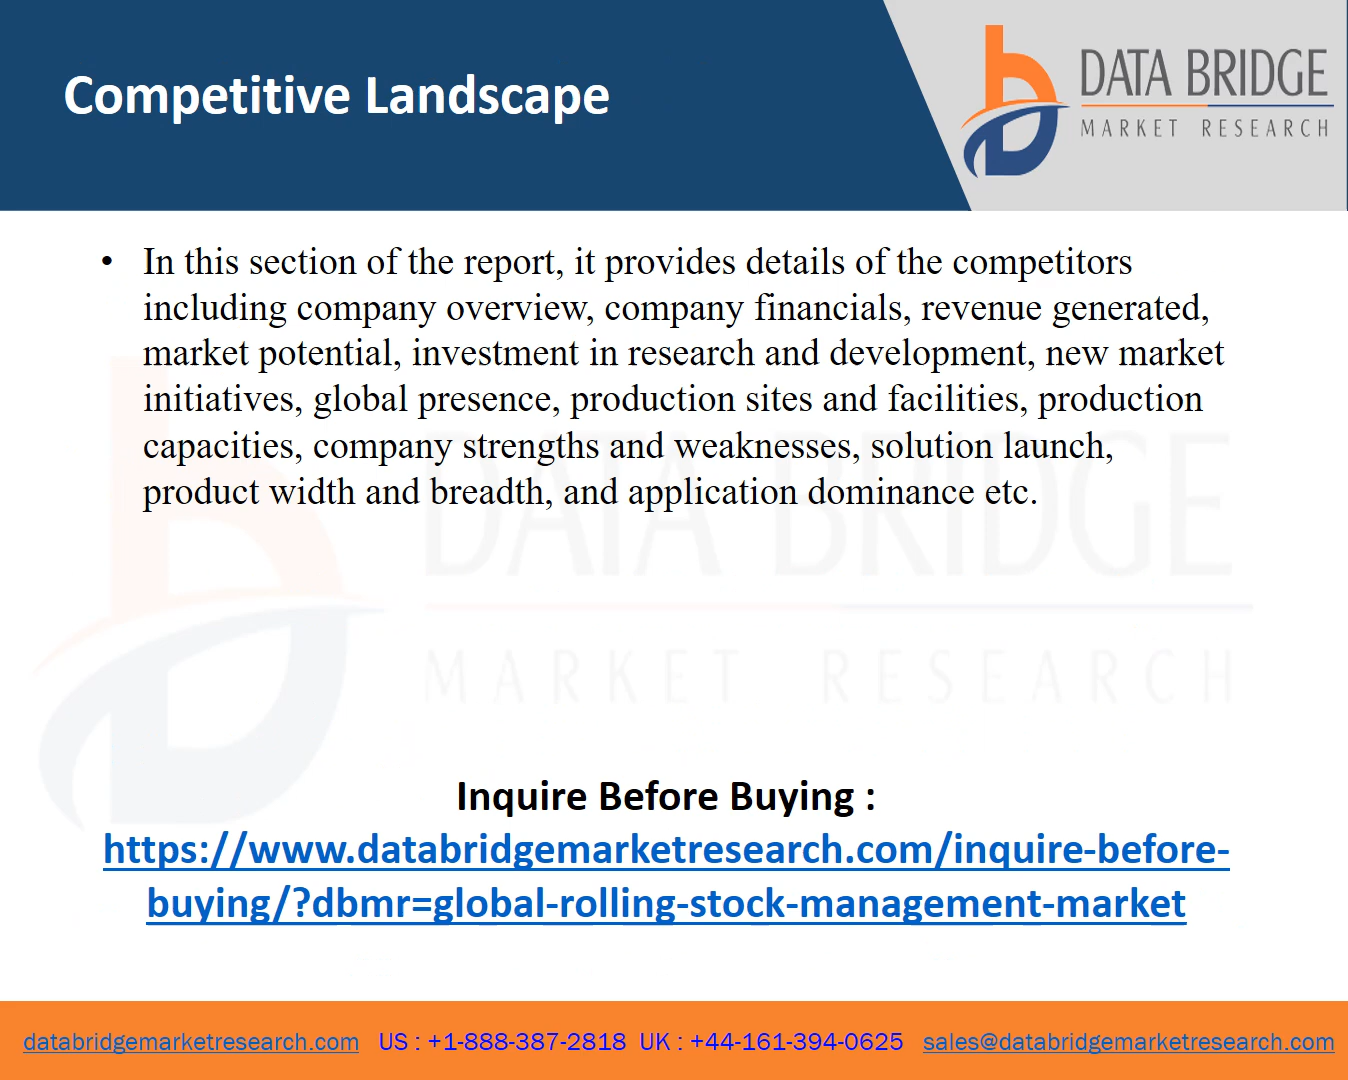 Competitive Landscape
DATA BRIDGE
MARKET RESEARCH
• In this section of the report, it provides details of the competitors
including company overview, company financials, revenue generated,
market potential, investment in research and development, new market
initiatives, global presence, production sites and facilities, production
capacities, company strengths and weaknesses, solution launch,
product width and breadth, and application dominance etc.
DATA BRIDGE
MARKET RESEARCH
Inquire Before Buying :
https://www.databridgemarketresearch.com/inquire-before-
buying/?dbmr=global-rolling-stock-management-market
databridgemarketresearch.com US : +1-888-387-2818 UK : +44-161-394-0625 sales@databridgemarketresearch.com